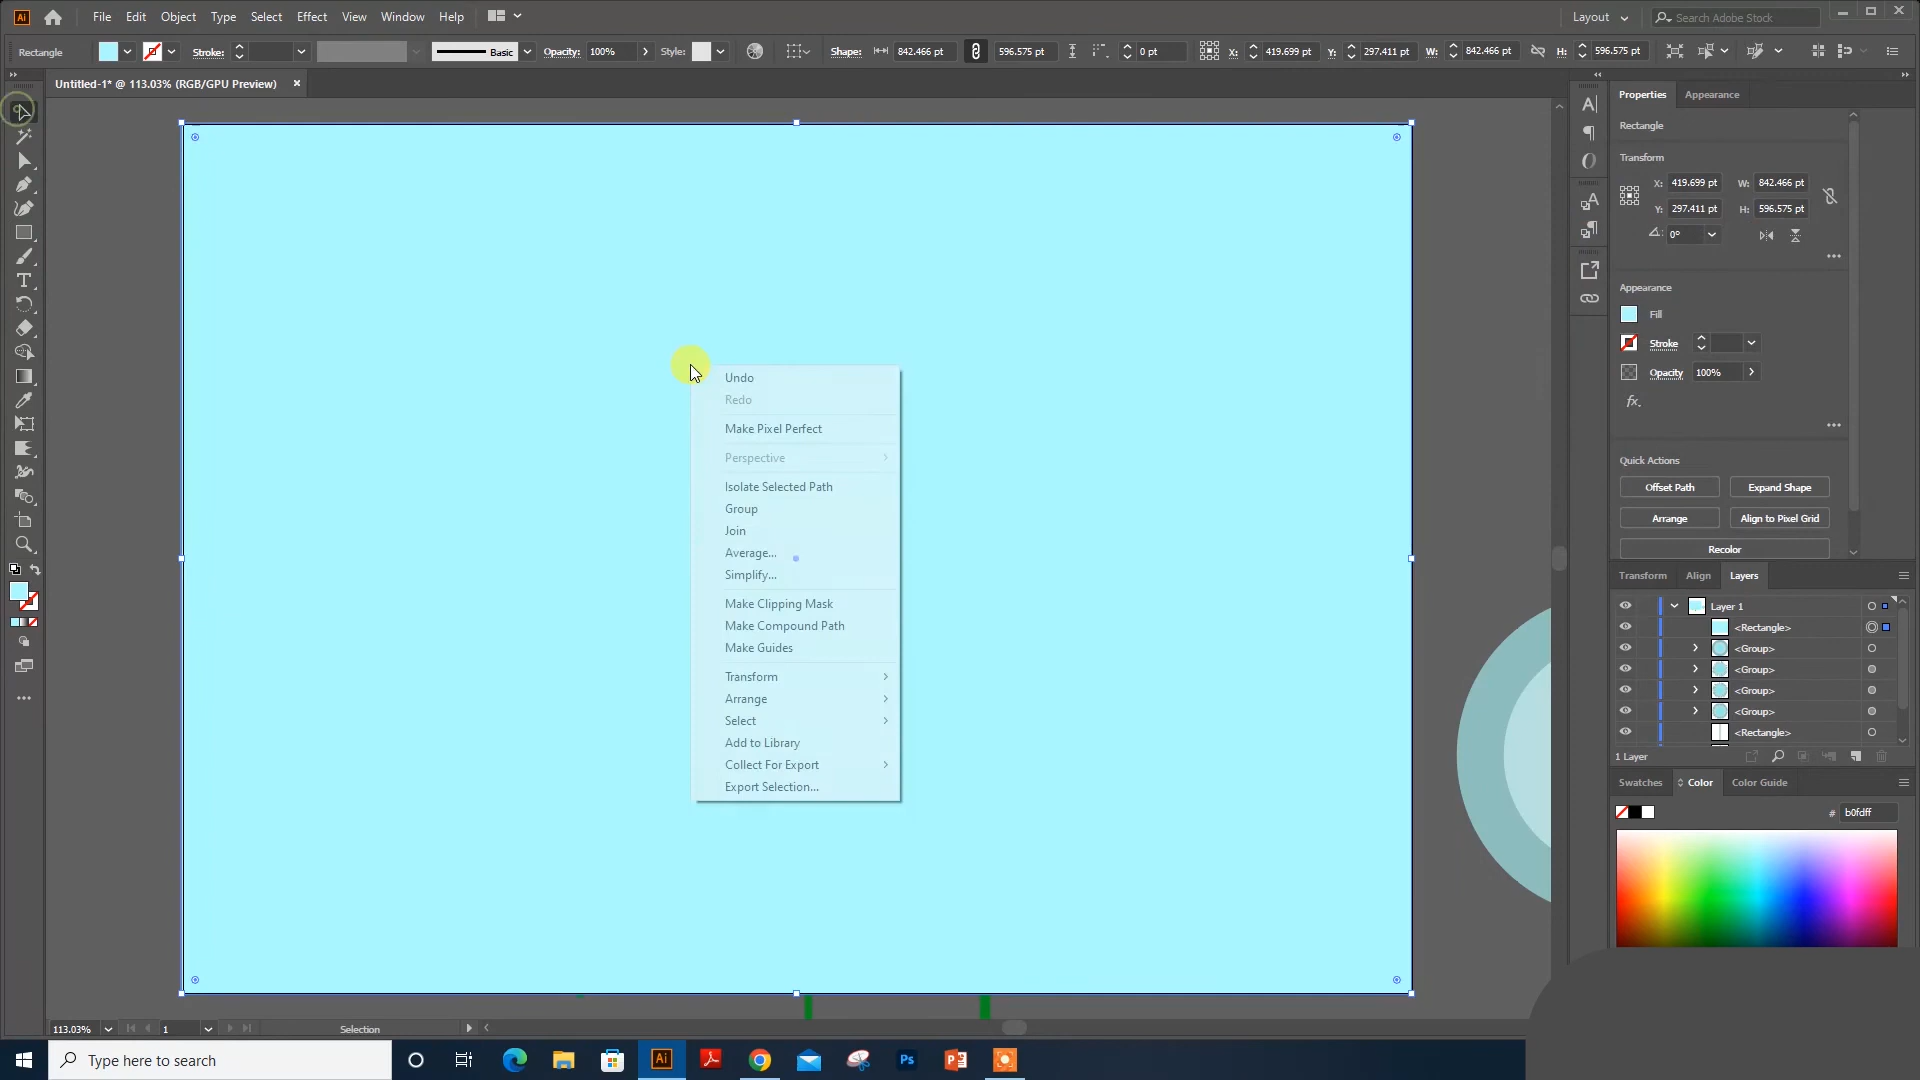 Ai File Edit Object Type Select Effect View Window Help Layout Search Adobe Stock
Rectangle Stroke: Basic Opacity: 100% Style: Shape: 842.466 pt 596.575 pt 0 pt X: 419.699 pt Y: 297.411 pt W: 842.466 pt H: 596.575 pt
Untitled-1* @ 113.03% (RGB/GPU Preview)
Properties Appearance
Rectangle
Transform
X: 419.699 pt W: 842.466 pt
Y: 297.411 pt H: 596.575 pt
0°
Appearance
Fill
Stroke
Opacity 100%
fx.
Quick Actions
Offset Path Expand Shape
Arrange Align to Pixel Grid
Recolor
Transform Align Layers
Layer 1
<Rectangle>
<Group>
<Group>
<Group>
<Group>
<Rectangle>
1 Layer
Swatches Color Color Guide
# b0fdff
Undo
Redo
Make Pixel Perfect
Perspective
Isolate Selected Path
Group
Join
Average...
Simplify...
Make Clipping Mask
Make Compound Path
Make Guides
Transform
Arrange
Select
Add to Library
Collect For Export
Export Selection...
113.03% 1 Selection
Type here to search Ai Ps